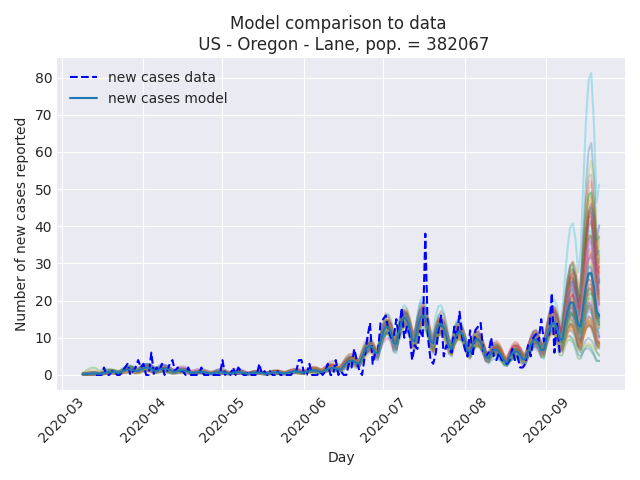 Model comparison to data
US - Oregon - Lane, pop. = 382067
new cases data
new cases model
Number of new cases reported
80
70
60
50
40
30
20
10
0
2020-03
2020-04
2020-05
2020-06
2020-07
2020-08
2020-09
Day